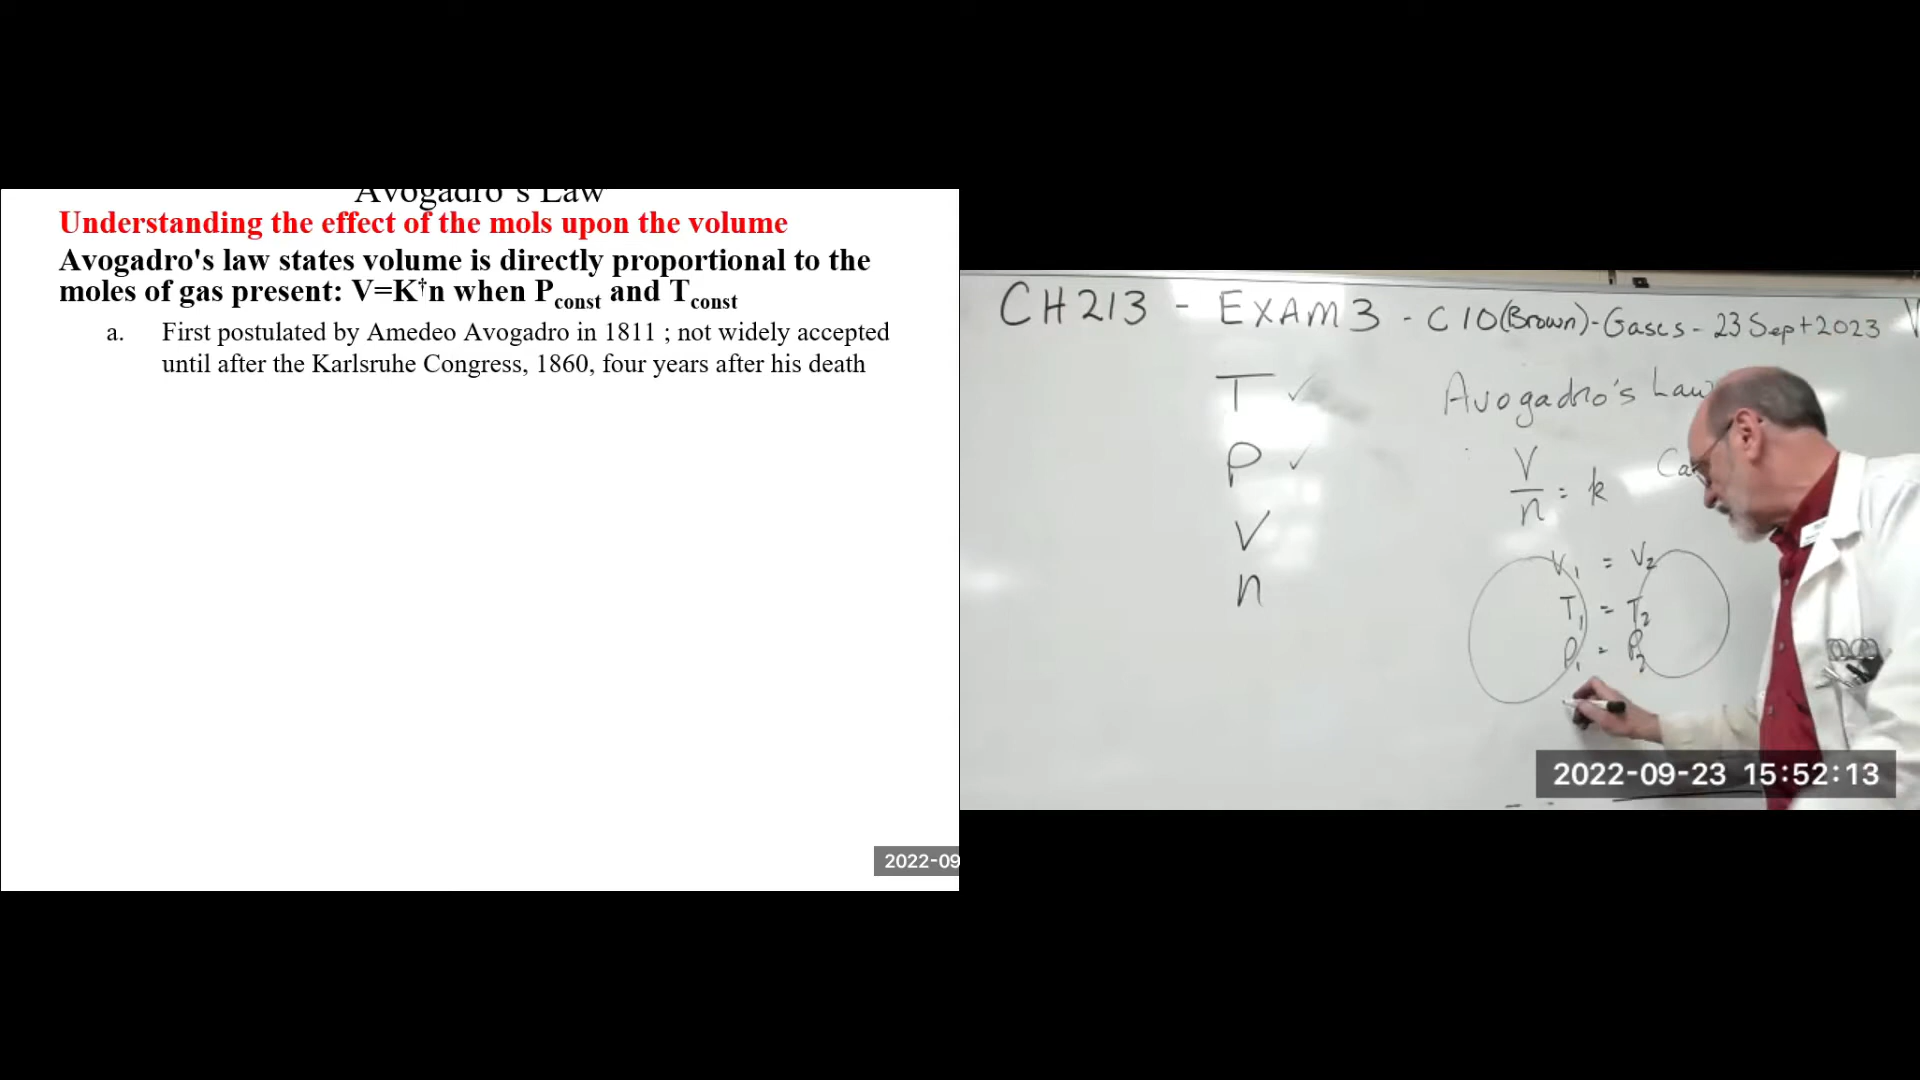 Avogadro's Law
Understanding the effect of the mols upon the volume
Avogadro's law states volume is directly proportional to the
moles of gas present: V=K†n when Pconst and Tconst
a. First postulated by Amedeo Avogadro in 1811 ; not widely accepted
until after the Karlsruhe Congress, 1860, four years after his death
2022-09
CH213 - EXAM 3 - C10(Brown)-Gases - 23 Sept 2023
T ✓
P ✓
V
n
Avogadro's Law
V/n = k
V1 = V2
T1 = T2
P1 = P2
2022-09-23 15:52:13